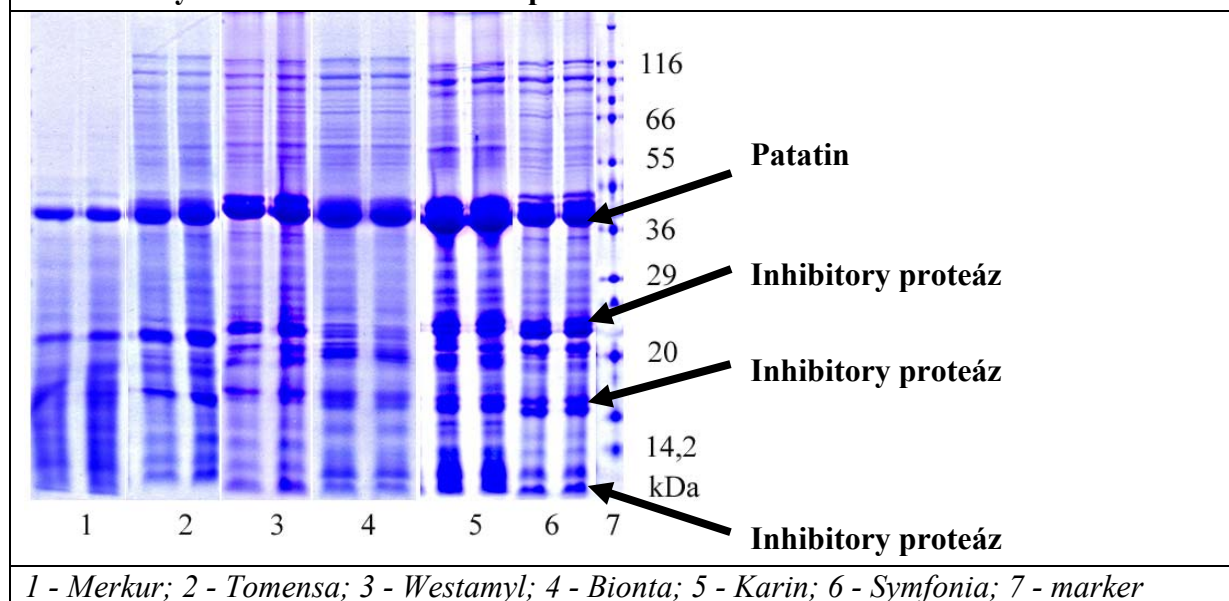 116
66
55
Patatin
36
29
Inhibitory proteáz
20
Inhibitory proteáz
14,2
kDa
Inhibitory proteáz
1 2 3 4 5 6 7
1 - Merkur; 2 - Tomensa; 3 - Westamyl; 4 - Bionta; 5 - Karin; 6 - Symfonia; 7 - marker